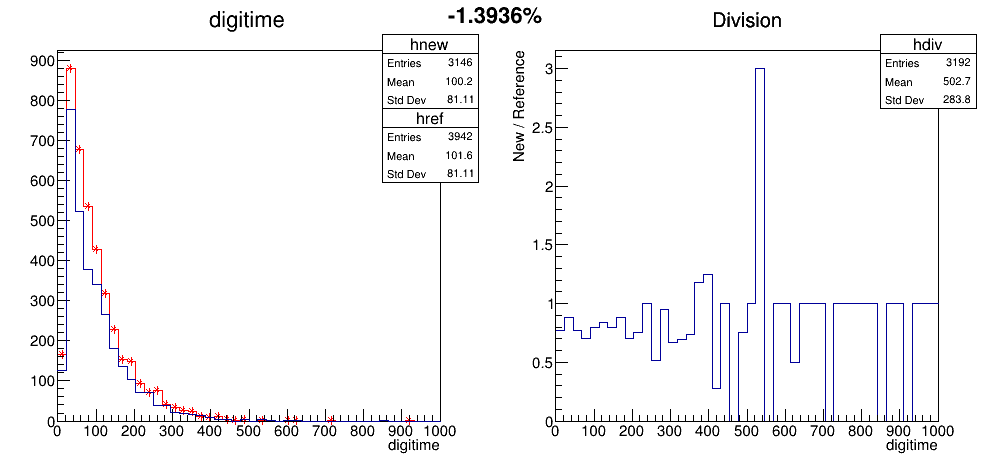 -1.3936%
digitime
hnew
Entries 3146
Mean 100.2
Std Dev 81.11
href
Entries 3942
Mean 101.6
Std Dev 81.11
900
800
700
600
500
400
300
200
100
0
0 100 200 300 400 500 600 700 800 900 1000
digitime
Division
hdiv
Entries 3192
Mean 502.7
Std Dev 283.8
New / Reference
3
2.5
2
1.5
1
0.5
0
0 100 200 300 400 500 600 700 800 900 1000
digitime